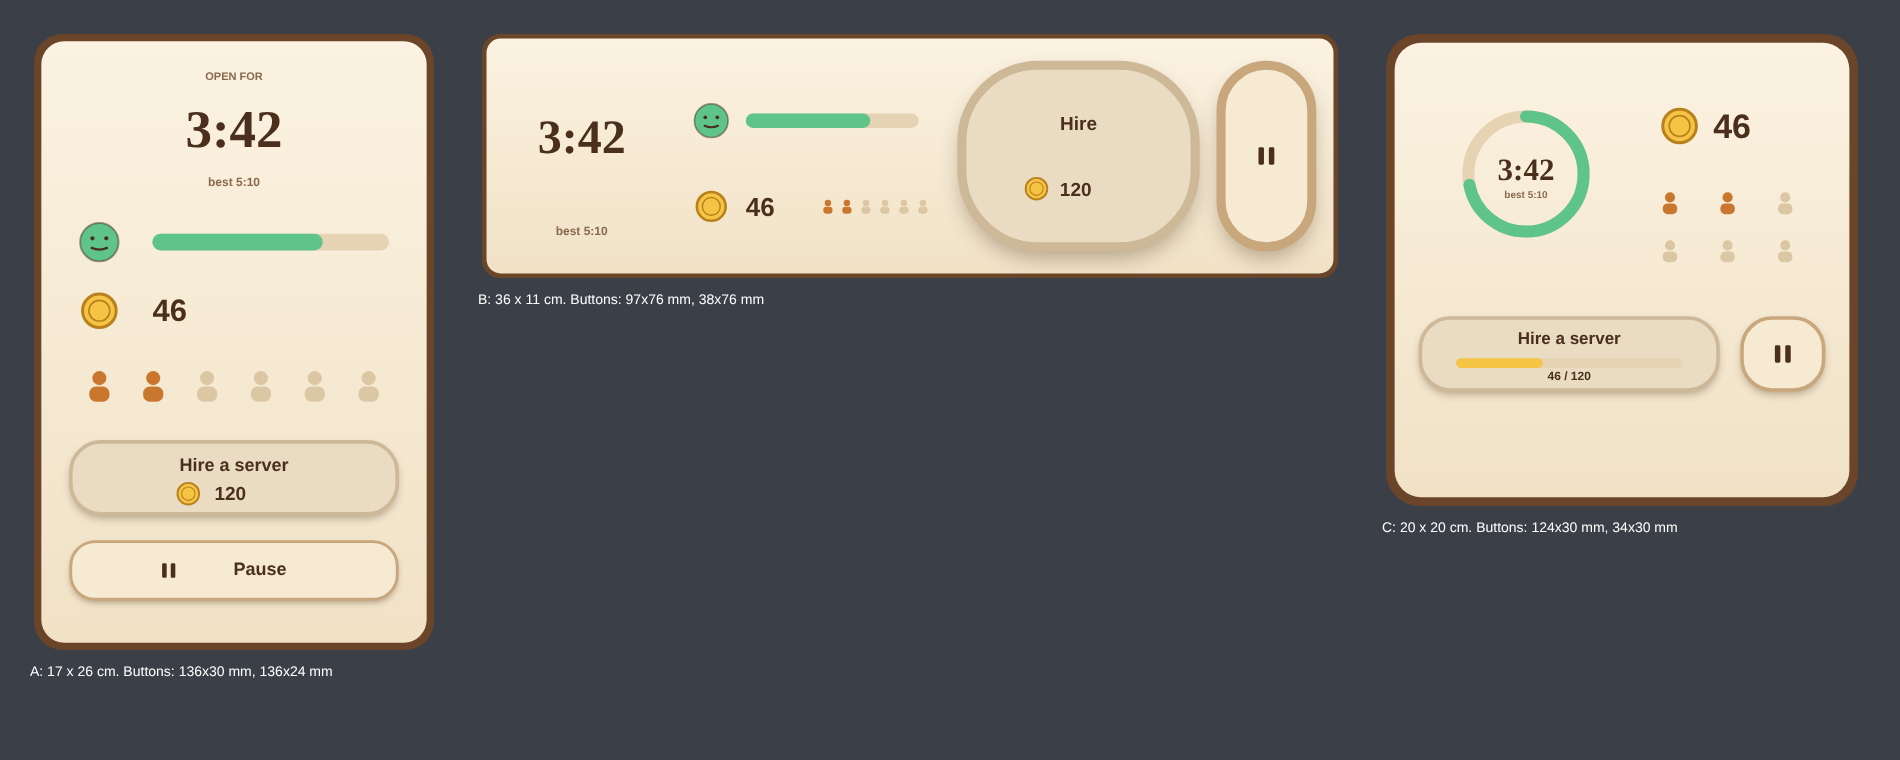 OPEN FOR
3:42
best 5:10
46
Hire a server
120
Pause
A: 17 x 26 cm. Buttons: 136x30 mm, 136x24 mm
3:42
best 5:10
46
Hire
120
B: 36 x 11 cm. Buttons: 97x76 mm, 38x76 mm
3:42
best 5:10
46
Hire a server
46 / 120
C: 20 x 20 cm. Buttons: 124x30 mm, 34x30 mm